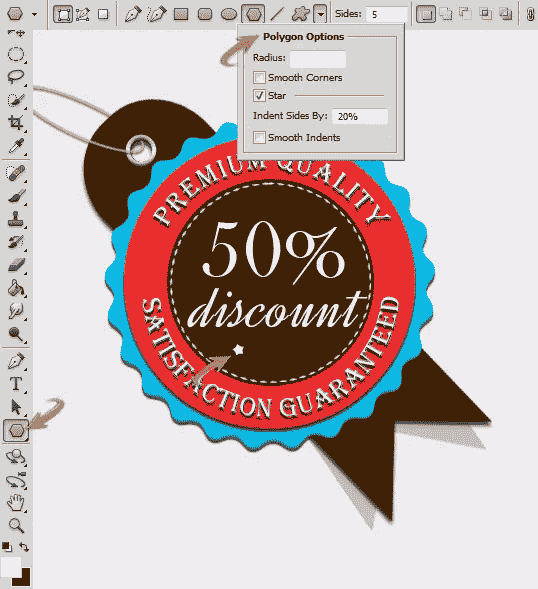 Sides: 5
Polygon Options
Radius:
Smooth Corners
Star
Indent Sides By: 20%
Smooth Indents
PREMIUM QUALITY
50%
discount
SATISFACTION GUARANTEED
T